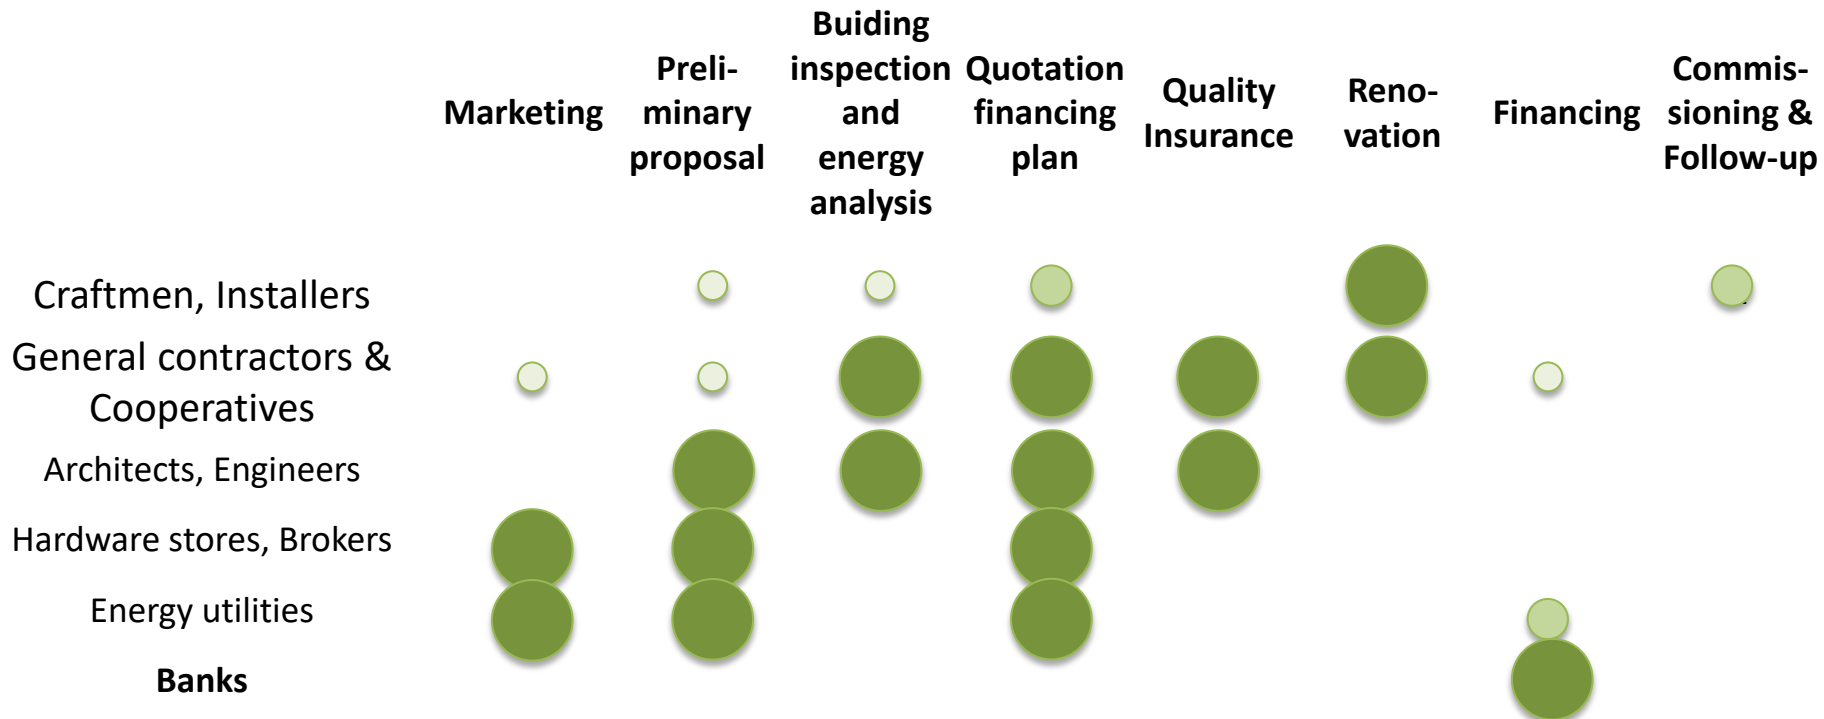 Marketing
Preli-
minary
proposal
Buiding
inspection
and
energy
analysis
Quotation
financing
plan
Quality
Insurance
Reno-
vation
Financing
Commis-
sioning &
Follow-up
Craftmen, Installers
General contractors &
Cooperatives
Architects, Engineers
Hardware stores, Brokers
Energy utilities
Banks